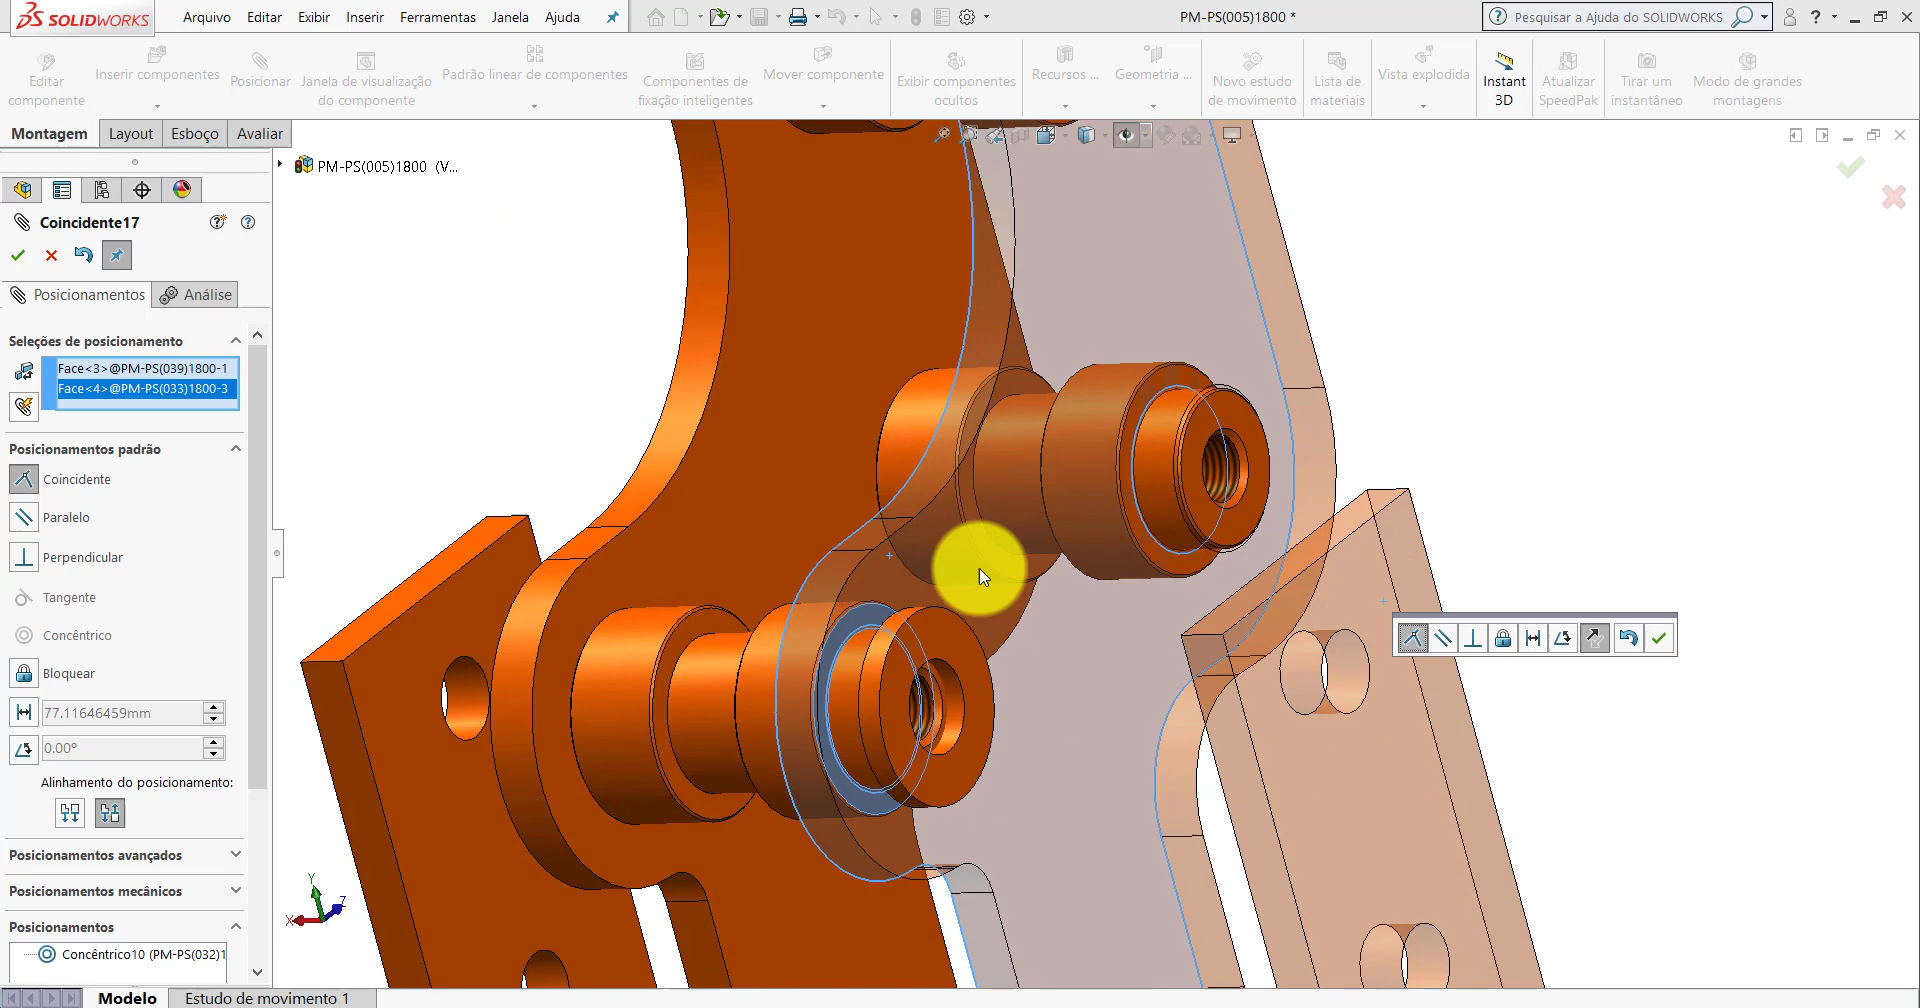 SOLIDWORKS
Arquivo Editar Exibir Inserir Ferramentas Janela Ajuda
PM-PS(005)1800 *
Pesquisar a Ajuda do SOLIDWORKS
Editar componente
Inserir componentes
Posicionar
Janela de visualização do componente
Padrão linear de componentes
Componentes de fixação inteligentes
Mover componente
Exibir componentes ocultos
Recursos ...
Geometria ...
Novo estudo de movimento
Lista de materiais
Vista explodida
Instant 3D
Atualizar SpeedPak
Tirar um instantâneo
Modo de grandes montagens
Montagem Layout Esboço Avaliar
PM-PS(005)1800 (V...
Coincidente17
Posicionamentos Análise
Seleções de posicionamento
Face<3>@PM-PS(039)1800-1
Face<4>@PM-PS(033)1800-3
Posicionamentos padrão
Coincidente
Paralelo
Perpendicular
Tangente
Concêntrico
Bloquear
77.11646459mm
0.00°
Alinhamento do posicionamento:
Posicionamentos avançados
Posicionamentos mecânicos
Posicionamentos
Concêntrico10 (PM-PS(032)1
Y
Z
X
Modelo Estudo de movimento 1